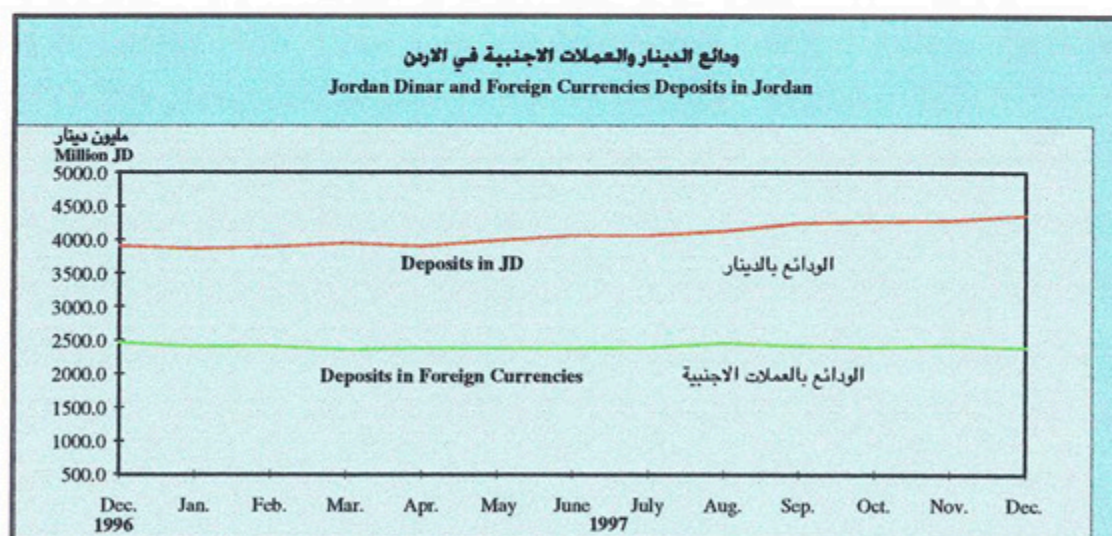 ودائع الدينار والعملات الاجنبية في الاردن
Jordan Dinar and Foreign Currencies Deposits in Jordan
مليون دينار
Million JD
5000.0
4500.0
4000.0
3500.0
3000.0
2500.0
2000.0
1500.0
1000.0
500.0
Deposits in JD الودائع بالدينار
Deposits in Foreign Currencies الودائع بالعملات الاجنبية
Dec. Jan. Feb. Mar. Apr. May June July Aug. Sep. Oct. Nov. Dec.
1996 1997